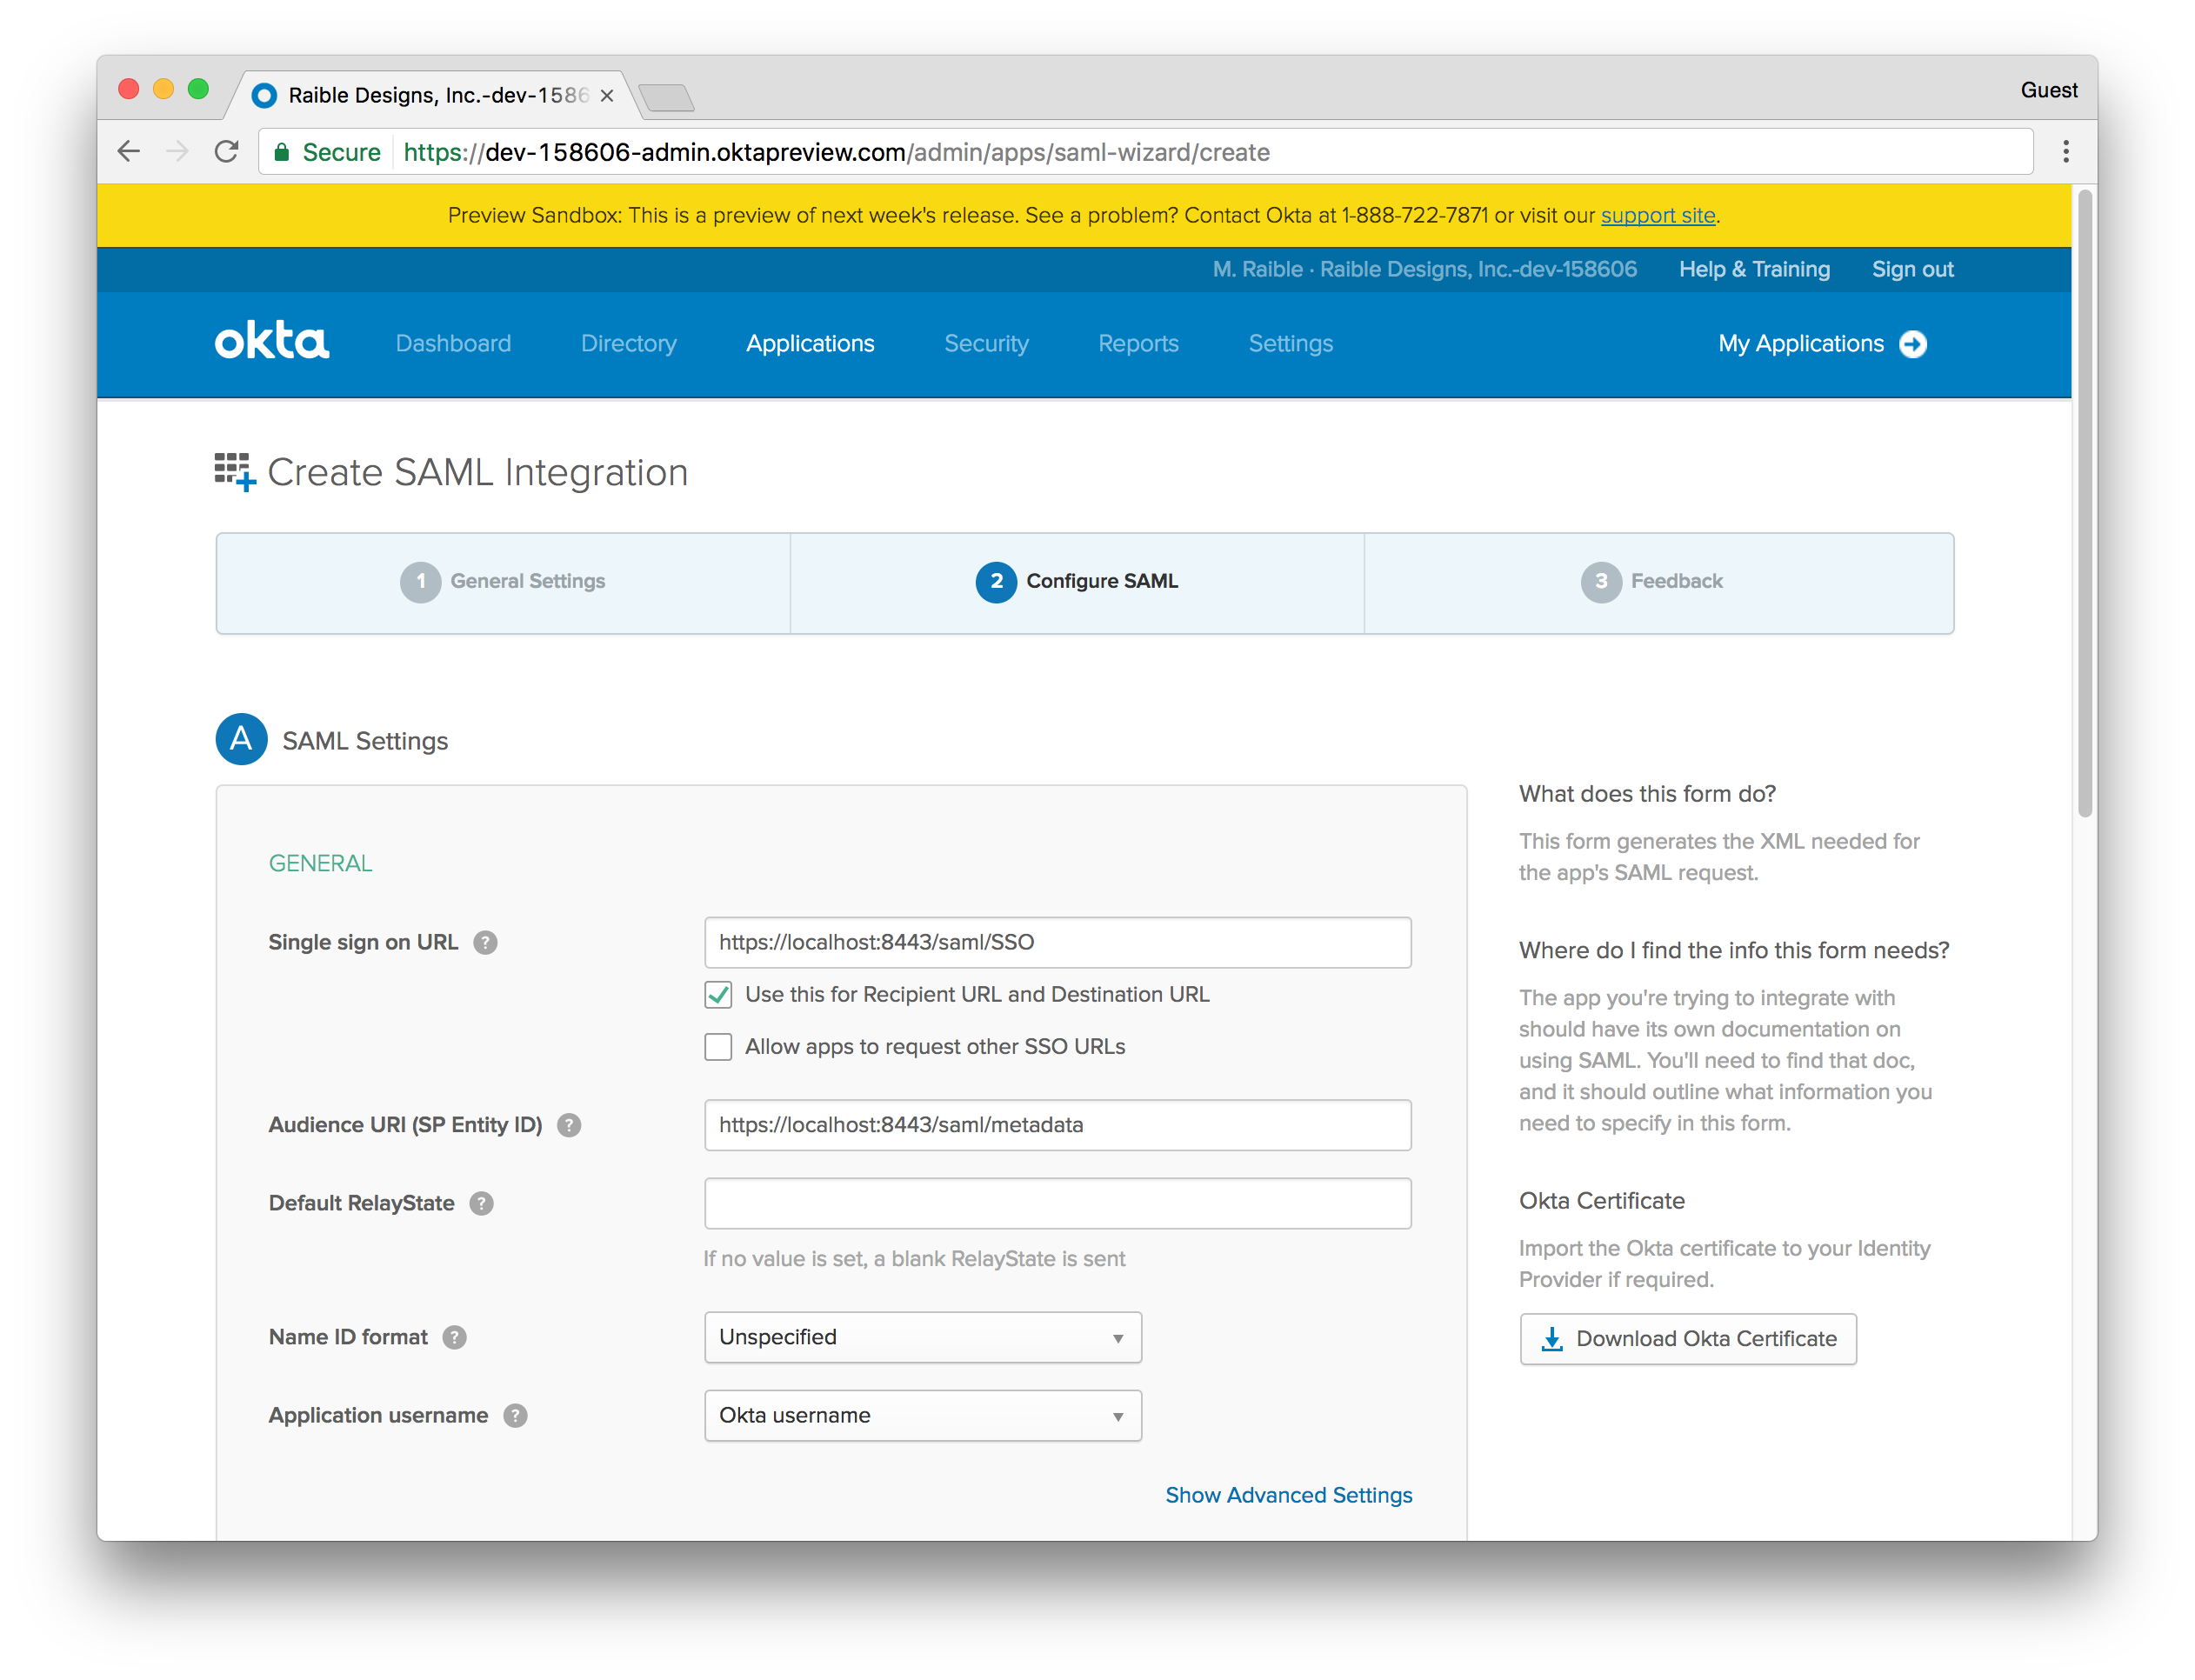 Raible Designs, Inc.-dev-1586
Guest
Secure https://dev-158606-admin.oktapreview.com/admin/apps/saml-wizard/create
Preview Sandbox: This is a preview of next week's release. See a problem? Contact Okta at 1-888-722-7871 or visit our support site.
M. Raible · Raible Designs, Inc.-dev-158606 Help & Training Sign out
okta Dashboard Directory Applications Security Reports Settings My Applications
Create SAML Integration
1 General Settings 2 Configure SAML 3 Feedback
A SAML Settings
GENERAL
Single sign on URL ? https://localhost:8443/saml/SSO
Use this for Recipient URL and Destination URL
Allow apps to request other SSO URLs
Audience URI (SP Entity ID) ? https://localhost:8443/saml/metadata
Default RelayState ?
If no value is set, a blank RelayState is sent
Name ID format ? Unspecified
Application username ? Okta username
Show Advanced Settings
What does this form do?
This form generates the XML needed for
the app's SAML request.
Where do I find the info this form needs?
The app you're trying to integrate with
should have its own documentation on
using SAML. You'll need to find that doc,
and it should outline what information you
need to specify in this form.
Okta Certificate
Import the Okta certificate to your Identity
Provider if required.
Download Okta Certificate